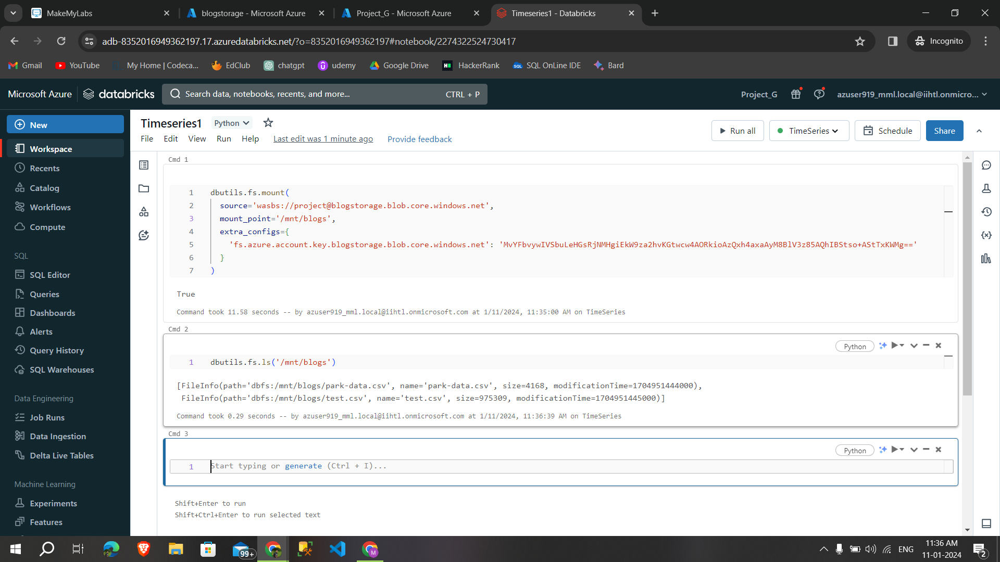 MakeMyLabs
blogstorage - Microsoft Azure
Project_G - Microsoft Azure
Timeseries1 - Databricks
adb-8352016949362197.17.azuredatabricks.net/?o=8352016949362197#notebook/2274322524730417
Incognito
Gmail
YouTube
My Home | Codeca...
EdClub
chatgpt
udemy
Google Drive
HackerRank
SQL OnLine IDE
Bard
Microsoft Azure
databricks
Search data, notebooks, recents, and more...
CTRL + P
Project_G
azuser919_mml.local@iihtl.onmicro...
New
Workspace
Recents
Catalog
Workflows
Compute
SQL
SQL Editor
Queries
Dashboards
Alerts
Query History
SQL Warehouses
Data Engineering
Job Runs
Data Ingestion
Delta Live Tables
Machine Learning
Experiments
Features
Timeseries1
Python
File Edit View Run Help
Last edit was 1 minute ago
Provide feedback
Run all
TimeSeries
Schedule
Share
Cmd 1
1 dbutils.fs.mount(
2 source='wasbs://project@blogstorage.blob.core.windows.net',
3 mount_point='/mnt/blogs',
4 extra_configs={
5 'fs.azure.account.key.blogstorage.blob.core.windows.net': 'MvYFbvywIVSbuLeHGsRjNMHgiEkW9za2hvKGtwcw4AORkioAzQxh4axaAyM8BlV3z85AQhIBStso+AStTxKWMg=='
6 }
7 )
True
Command took 11.58 seconds -- by azuser919_mml.local@iihtl.onmicrosoft.com at 1/11/2024, 11:35:00 AM on TimeSeries
Cmd 2
Python
1 dbutils.fs.ls('/mnt/blogs')
[FileInfo(path='dbfs:/mnt/blogs/park-data.csv', name='park-data.csv', size=4168, modificationTime=1704951444000),
FileInfo(path='dbfs:/mnt/blogs/test.csv', name='test.csv', size=975309, modificationTime=1704951445000)]
Command took 0.29 seconds -- by azuser919_mml.local@iihtl.onmicrosoft.com at 1/11/2024, 11:36:39 AM on TimeSeries
Cmd 3
Python
1 Start typing or generate (Ctrl + I)...
Shift+Enter to run
Shift+Ctrl+Enter to run selected text
99+
M
ENG
11:36 AM
11-01-2024
2